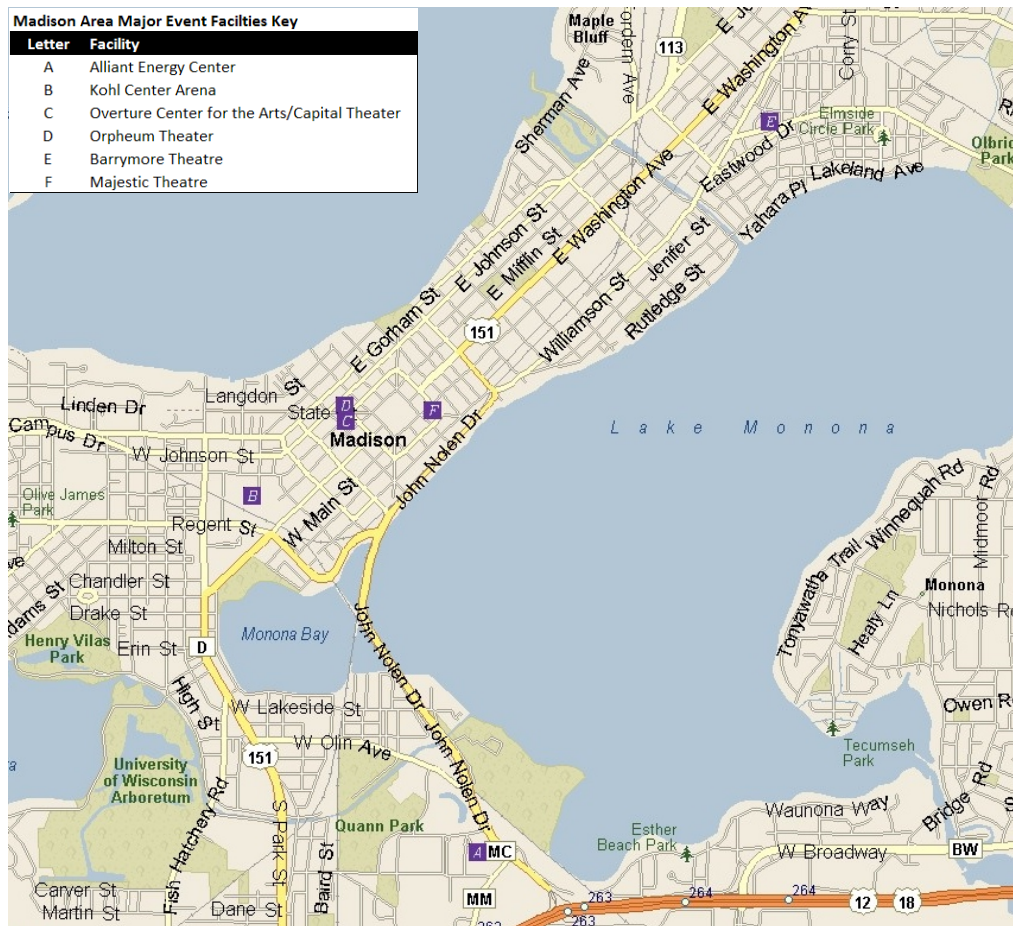 Madison Area Major Event Facilties Key
Letter Facility
A Alliant Energy Center
B Kohl Center Arena
C Overture Center for the Arts/Capital Theater
D Orpheum Theater
E Barrymore Theatre
F Majestic Theatre
Maple
Bluff
113
E Washington Ave
Corry St
Sherman Ave
E
Elmside
Circle Park
Eastwood Dr
Lakeland Ave
Yahara Pl
E Washington Ave
E Johnson St
E Mifflin St
Jenifer St
Rutledge St
Williamson St
E Gorham St
151
Langdon St
Linden Dr
State
D
C
F
Madison
Lake Monona
Campus Dr
W Johnson St
John Nolen Dr
Olive James
Park
B
W Main St
Regent St
Milton St
Chandler St
Drake St
Erin St
Henry Vilas
Park
D
Monona Bay
John Nolen Dr
Winnequah Rd
Midmoor Rd
Tonyawatha Trail
Healy Ln
Monona
High St
W Lakeside St
W Olin Ave
John Nolen Dr
151
University
of Wisconsin
Arboretum
Fish Hatchery Rd
S Park St
Quann Park
Baird St
Tecumseh
Park
Waunona Way
Bridge Rd
Esther
Beach Park
W Broadway
BW
A MC
MM
Carver St
Martin St
Dane St
263
264
264
12
18
263
262